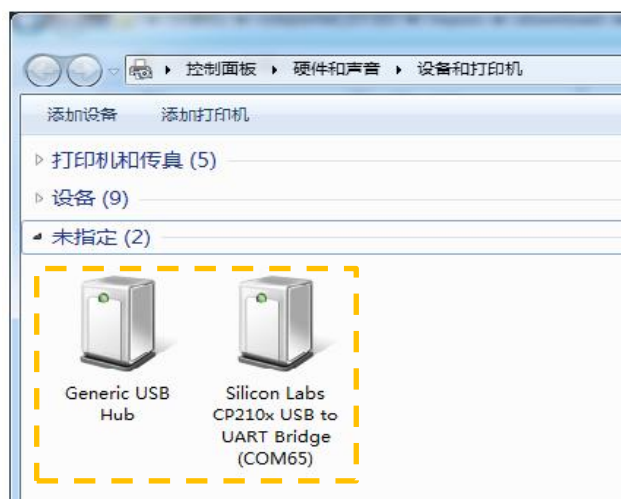 控制面板 硬件和声音 设备和打印机
添加设备 添加打印机
打印机和传真 (5)
设备 (9)
未指定 (2)
Generic USB
Hub
Silicon Labs
CP210x USB to
UART Bridge
(COM65)